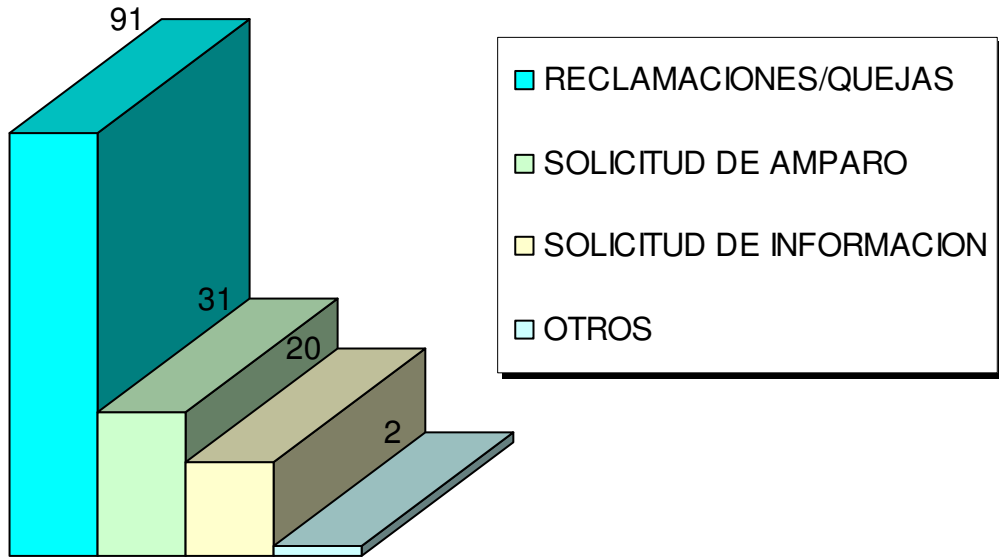 91
31
20
2
RECLAMACIONES/QUEJAS
SOLICITUD DE AMPARO
SOLICITUD DE INFORMACION
OTROS